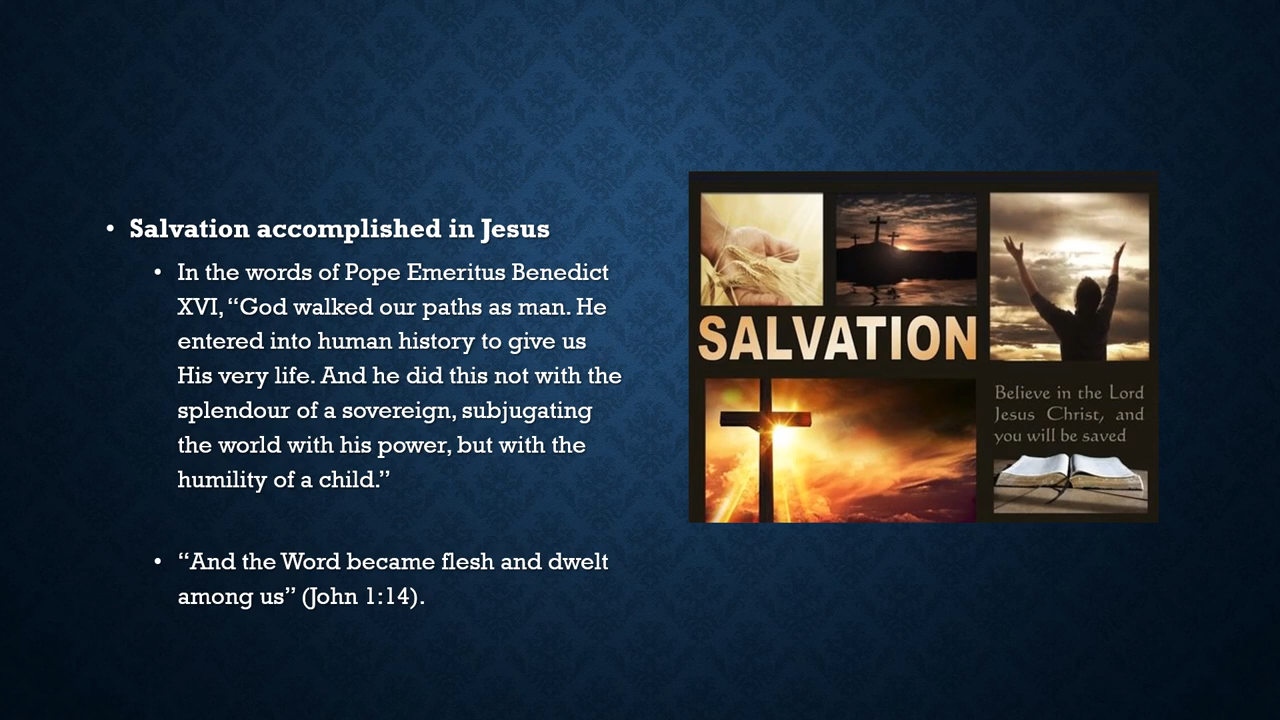 • Salvation accomplished in Jesus
• In the words of Pope Emeritus Benedict
XVI, “God walked our paths as man. He
entered into human history to give us
His very life. And he did this not with the
splendour of a sovereign, subjugating
the world with his power, but with the
humility of a child.”
• “And the Word became flesh and dwelt
among us” (John 1:14).
SALVATION
Believe in the Lord
Jesus Christ, and
you will be saved